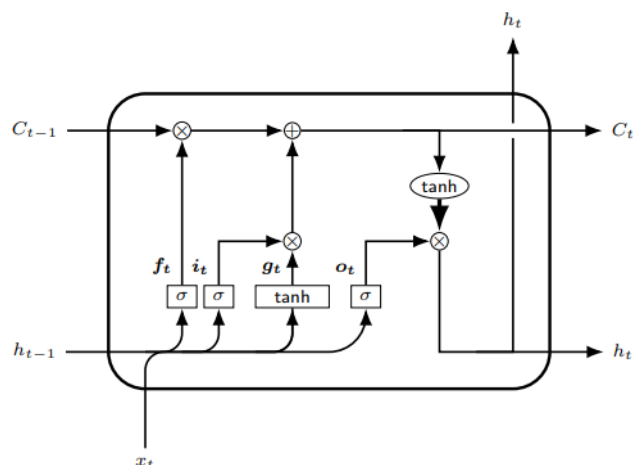 h_t
C_{t−1} ⊗ ⊕ C_t
tanh
⊗ ⊗
f_t i_t g_t o_t
σ σ tanh σ
h_{t−1} h_t
x_t